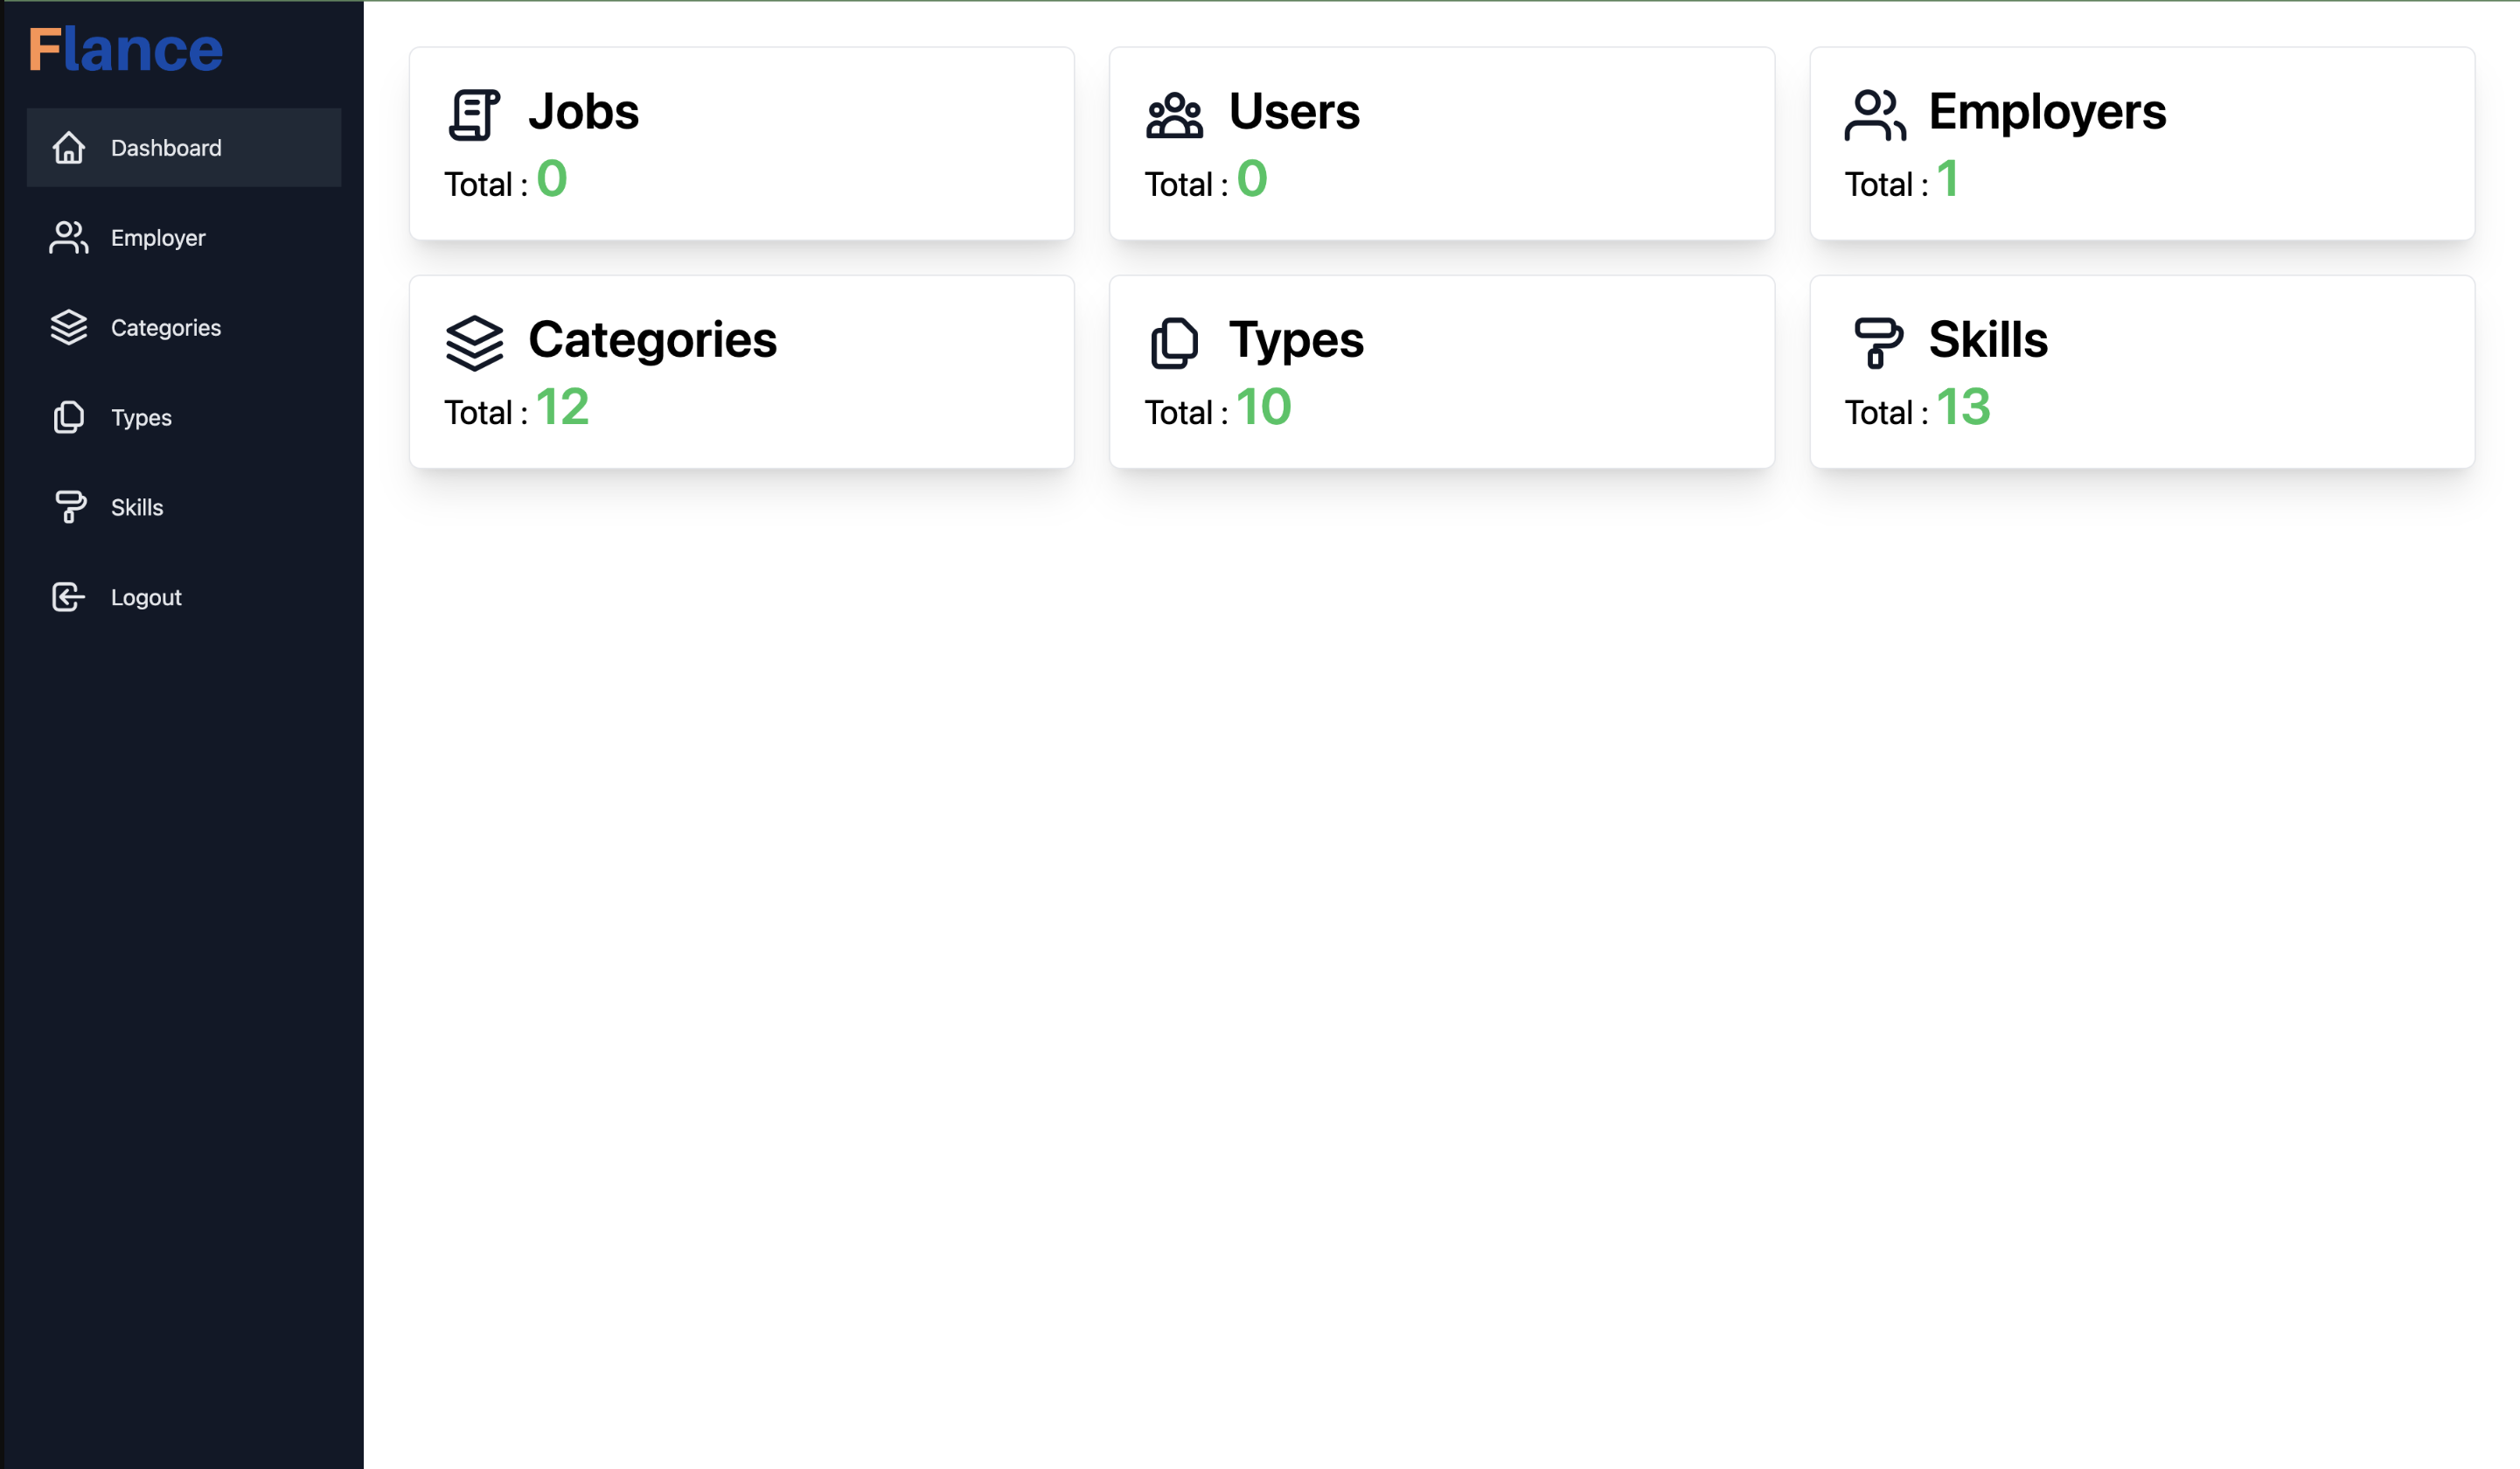 Flance
Dashboard
Employer
Categories
Types
Skills
Logout
Jobs
Total : 0
Users
Total : 0
Employers
Total : 1
Categories
Total : 12
Types
Total : 10
Skills
Total : 13